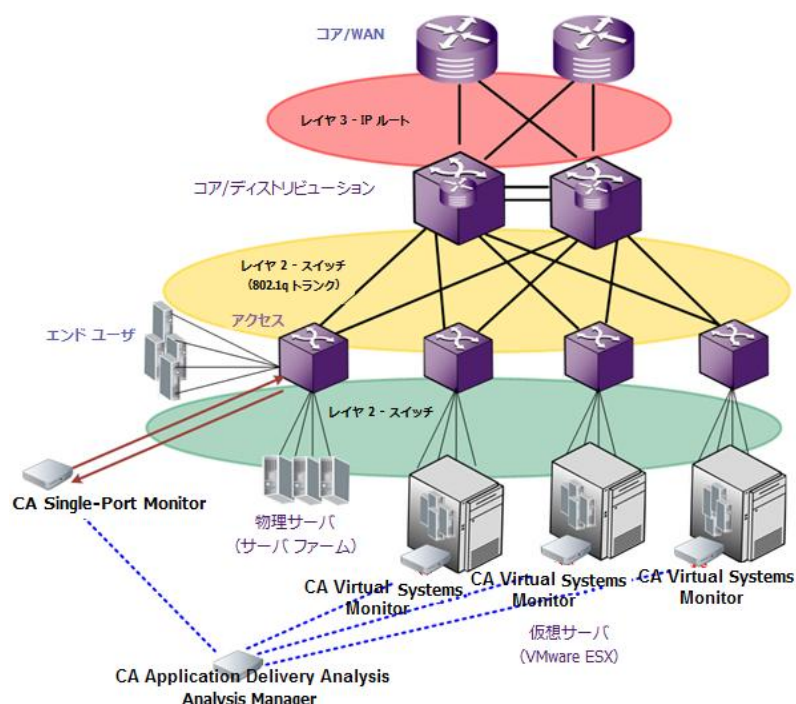 コア/WAN
レイヤ 3 - IP ルート
コア/ディストリビューション
レイヤ 2 - スイッチ
(802.1q トランク)
エンド ユーザ
アクセス
レイヤ 2 - スイッチ
CA Single-Port Monitor
物理サーバ
(サーバ ファーム)
CA Virtual Systems
Monitor
CA Virtual Systems
Monitor
CA Virtual Systems
Monitor
仮想サーバ
(VMware ESX)
CA Application Delivery Analysis
Analysis Manager